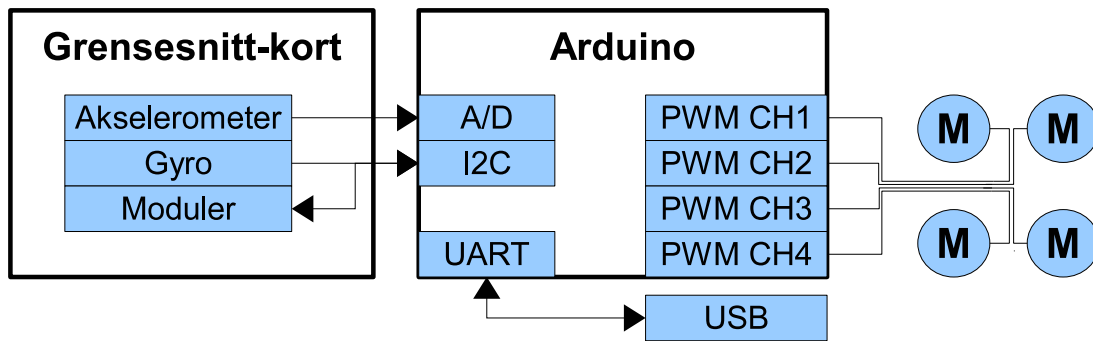 Grensesnitt-kort
Akselerometer
Gyro
Moduler
Arduino
A/D
I2C
UART
PWM CH1
PWM CH2
PWM CH3
PWM CH4
USB
M
M
M
M